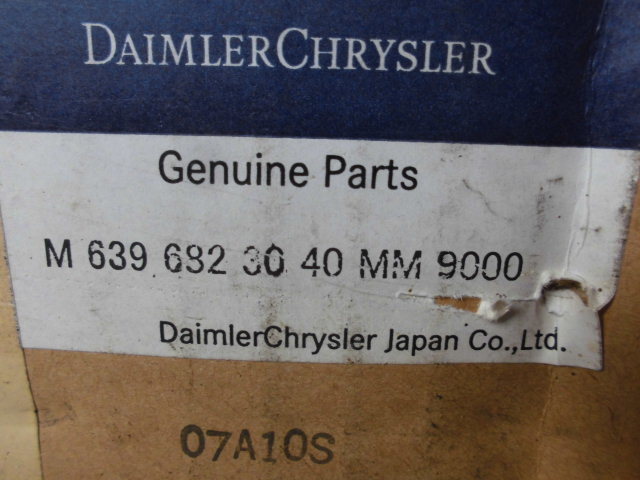 DAIMLERCHRYSLER
Genuine Parts
M 639 682 30 40 MM 9000
DaimlerChrysler Japan Co.,Ltd.
07A10S